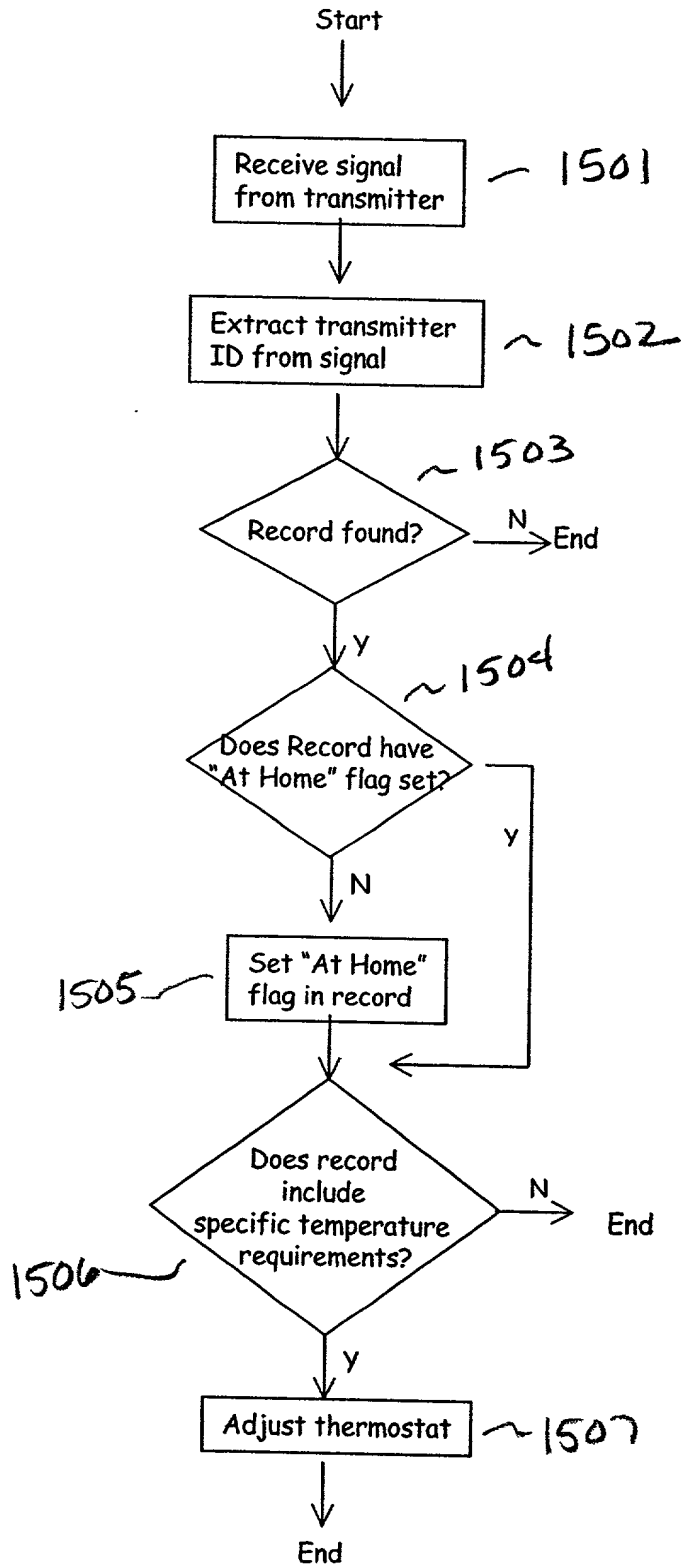 Start
Receive signal
from transmitter
1501
Extract transmitter
ID from signal
1502
1503
Record found?
N
End
Y
1504
Does Record have
"At Home" flag set?
Y
N
Set "At Home"
flag in record
1505
Does record
include
specific temperature
requirements?
N
End
1506
Y
Adjust thermostat
1507
End